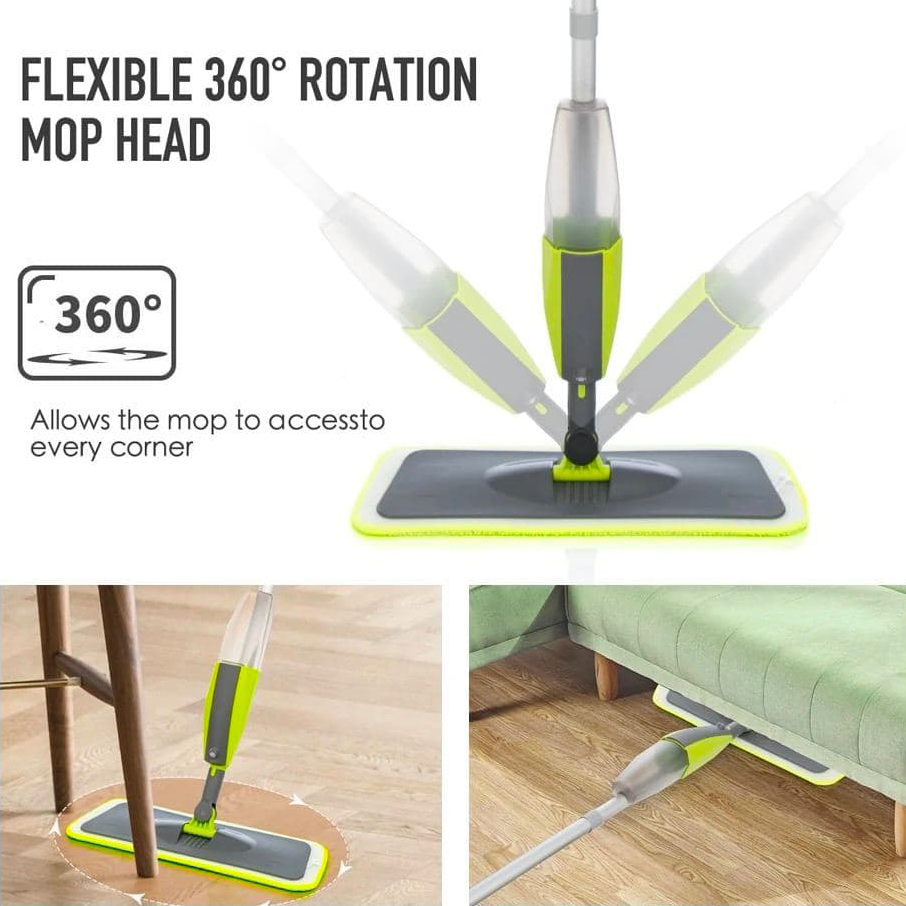 FLEXIBLE 360° ROTATION
MOP HEAD
360°
Allows the mop to accessto
every corner